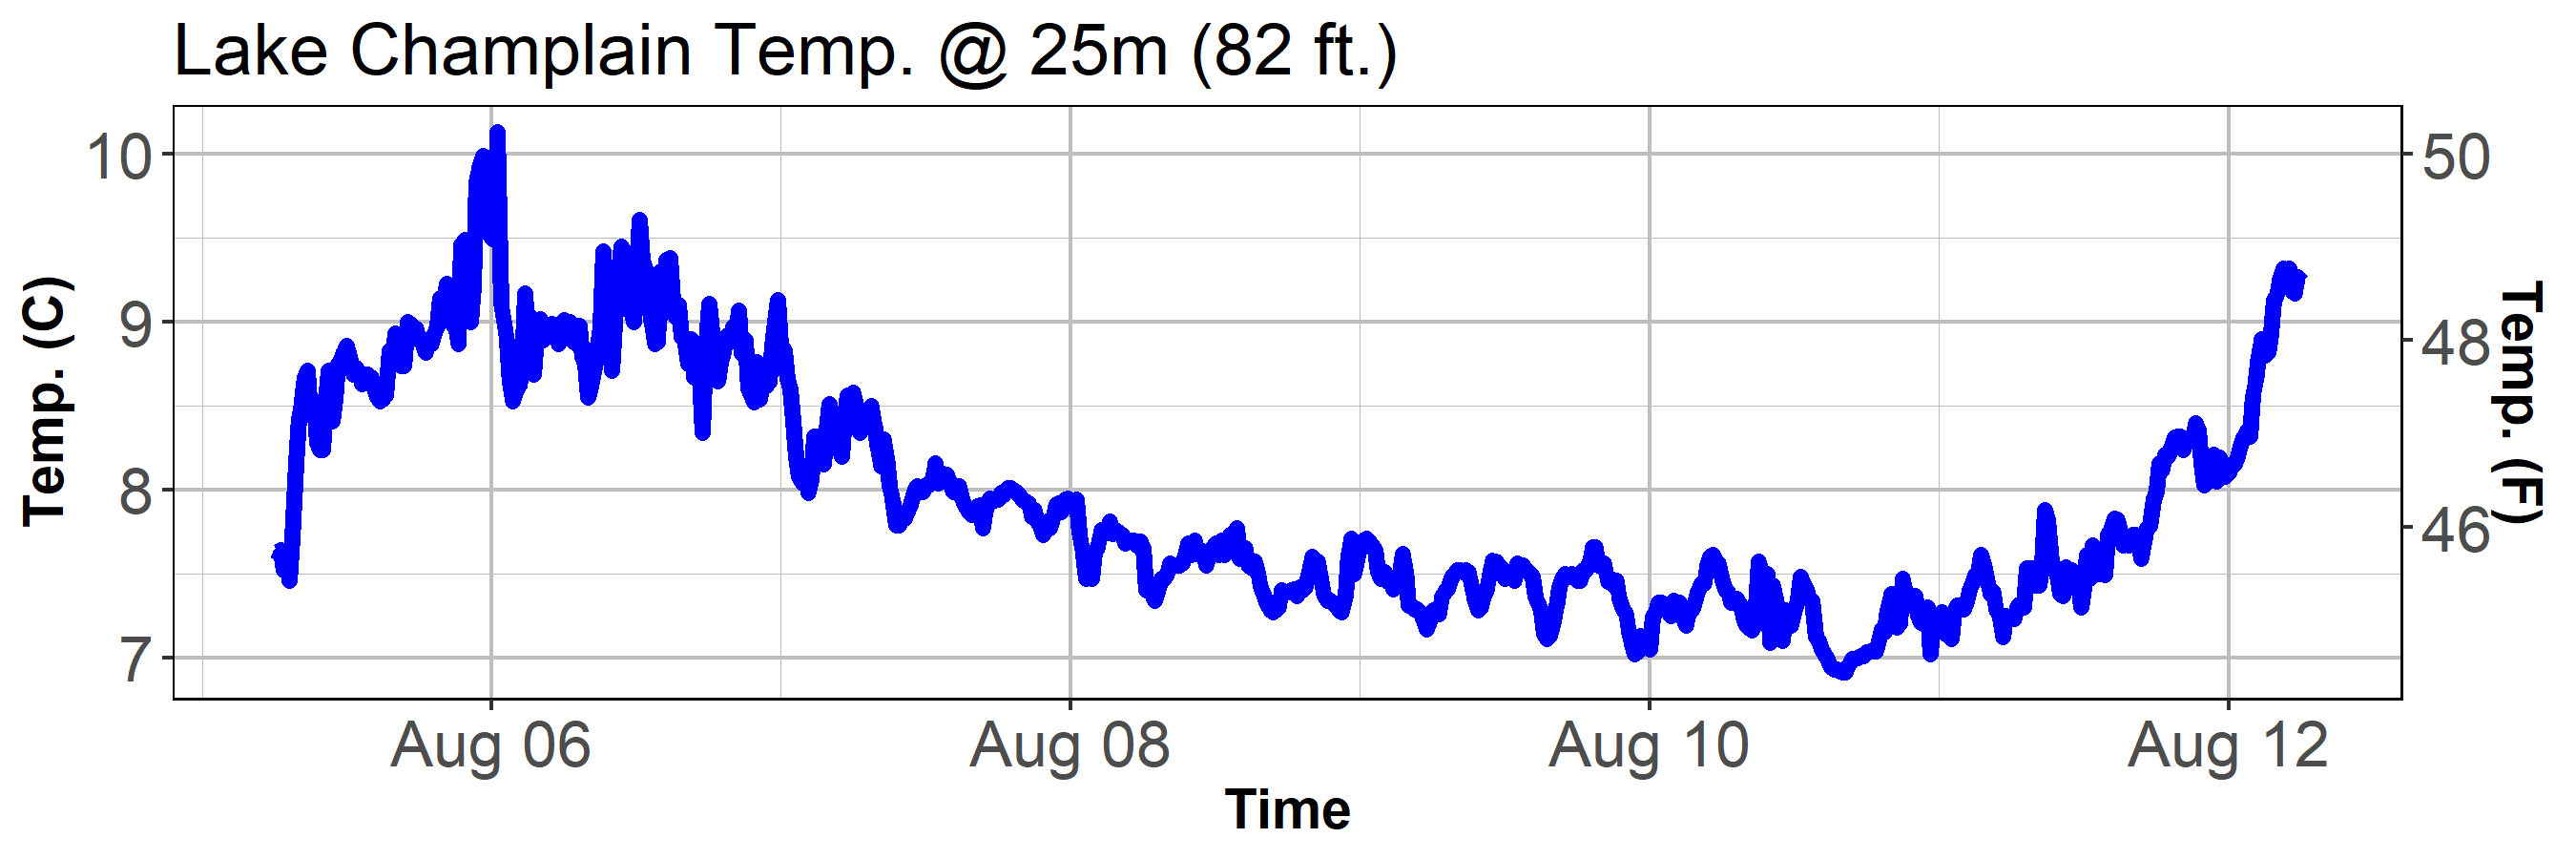 Lake Champlain Temp. @ 25m (82 ft.)
Temp. (C)
10
9
8
7
50
48
46
Temp. (F)
Aug 06 Aug 08 Aug 10 Aug 12
Time